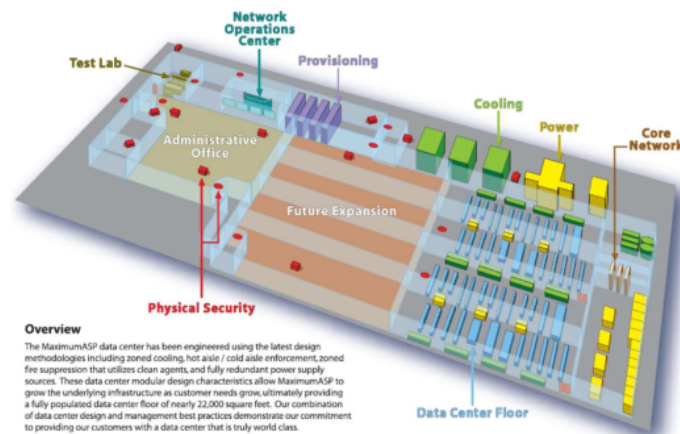 Network
Operations
Center
Test Lab
Provisioning
Cooling
Power
Core
Network
Administrative
Office
Future Expansion
Physical Security
Data Center Floor
Overview
The MaximumASP data center has been engineered using the latest design
methodologies including zoned cooling, hot aisle / cold aisle enforcement, zoned
fire suppression that utilizes clean agents, and fully redundant power supply
sources. These data center modular design characteristics allow MaximumASP to
grow the underlying infrastructure as customer needs grow, ultimately providing
a fully populated data center floor of nearly 22,000 square feet. Our combination
of data center design and management best practices demonstrate our commitment
to providing our customers with a data center that is truly world class.